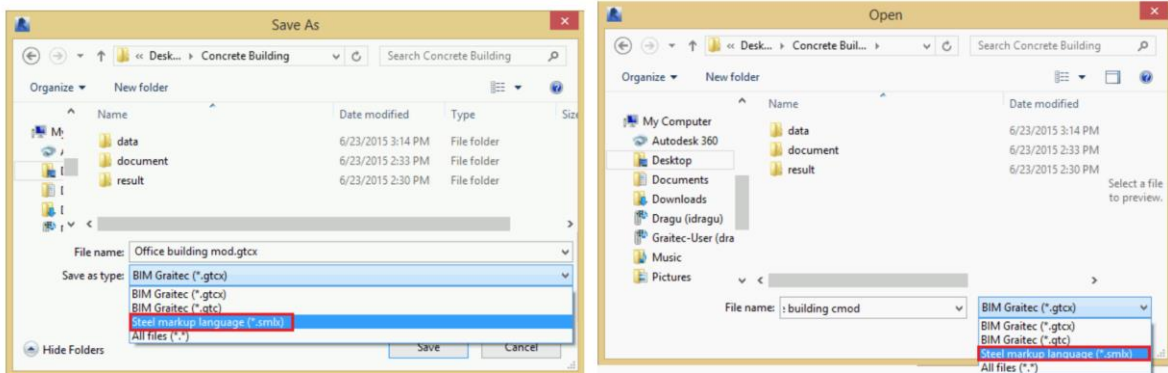 Save As
« Desk... Concrete Building
Search Concrete Building
Organize
New folder
Name
Date modified
Type
data
6/23/2015 3:14 PM
File folder
document
6/23/2015 2:33 PM
File folder
result
6/23/2015 2:30 PM
File folder
File name: Office building mod.gtcx
Save as type: BIM Graitec (*.gtcx)
BIM Graitec (*.gtcx)
BIM Graitec (*.gtc)
Steel markup language (*.smlx)
All files (*.*)
Hide Folders
Save
Cancel
Open
« Desk... Concrete Buil...
Search Concrete Building
Organize
New folder
Name
Date modified
My Computer
Autodesk 360
Desktop
Documents
Downloads
Dragu (idragu)
Graitec-User (dra
Music
Pictures
data
6/23/2015 3:14 PM
document
6/23/2015 2:33 PM
result
6/23/2015 2:30 PM
Select a file
to preview.
File name: : building cmod
BIM Graitec (*.gtcx)
BIM Graitec (*.gtcx)
BIM Graitec (*.gtc)
Steel markup language (*.smlx)
All files (*.*)